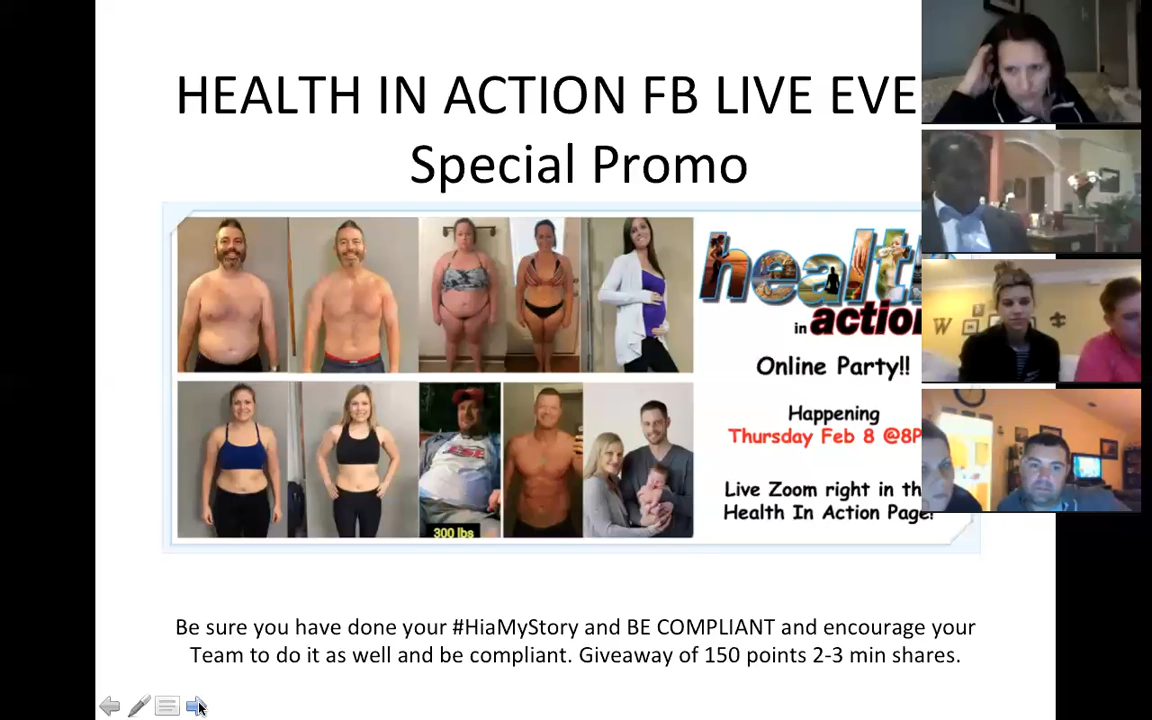 HEALTH IN ACTION FB LIVE EVE
Special Promo
health
in action
Online Party!!
Happening
Thursday Feb 8 @8P
Live Zoom right in th
Health In Action Page!
300 lbs
W
Be sure you have done your #HiaMyStory and BE COMPLIANT and encourage your
Team to do it as well and be compliant. Giveaway of 150 points 2-3 min shares.